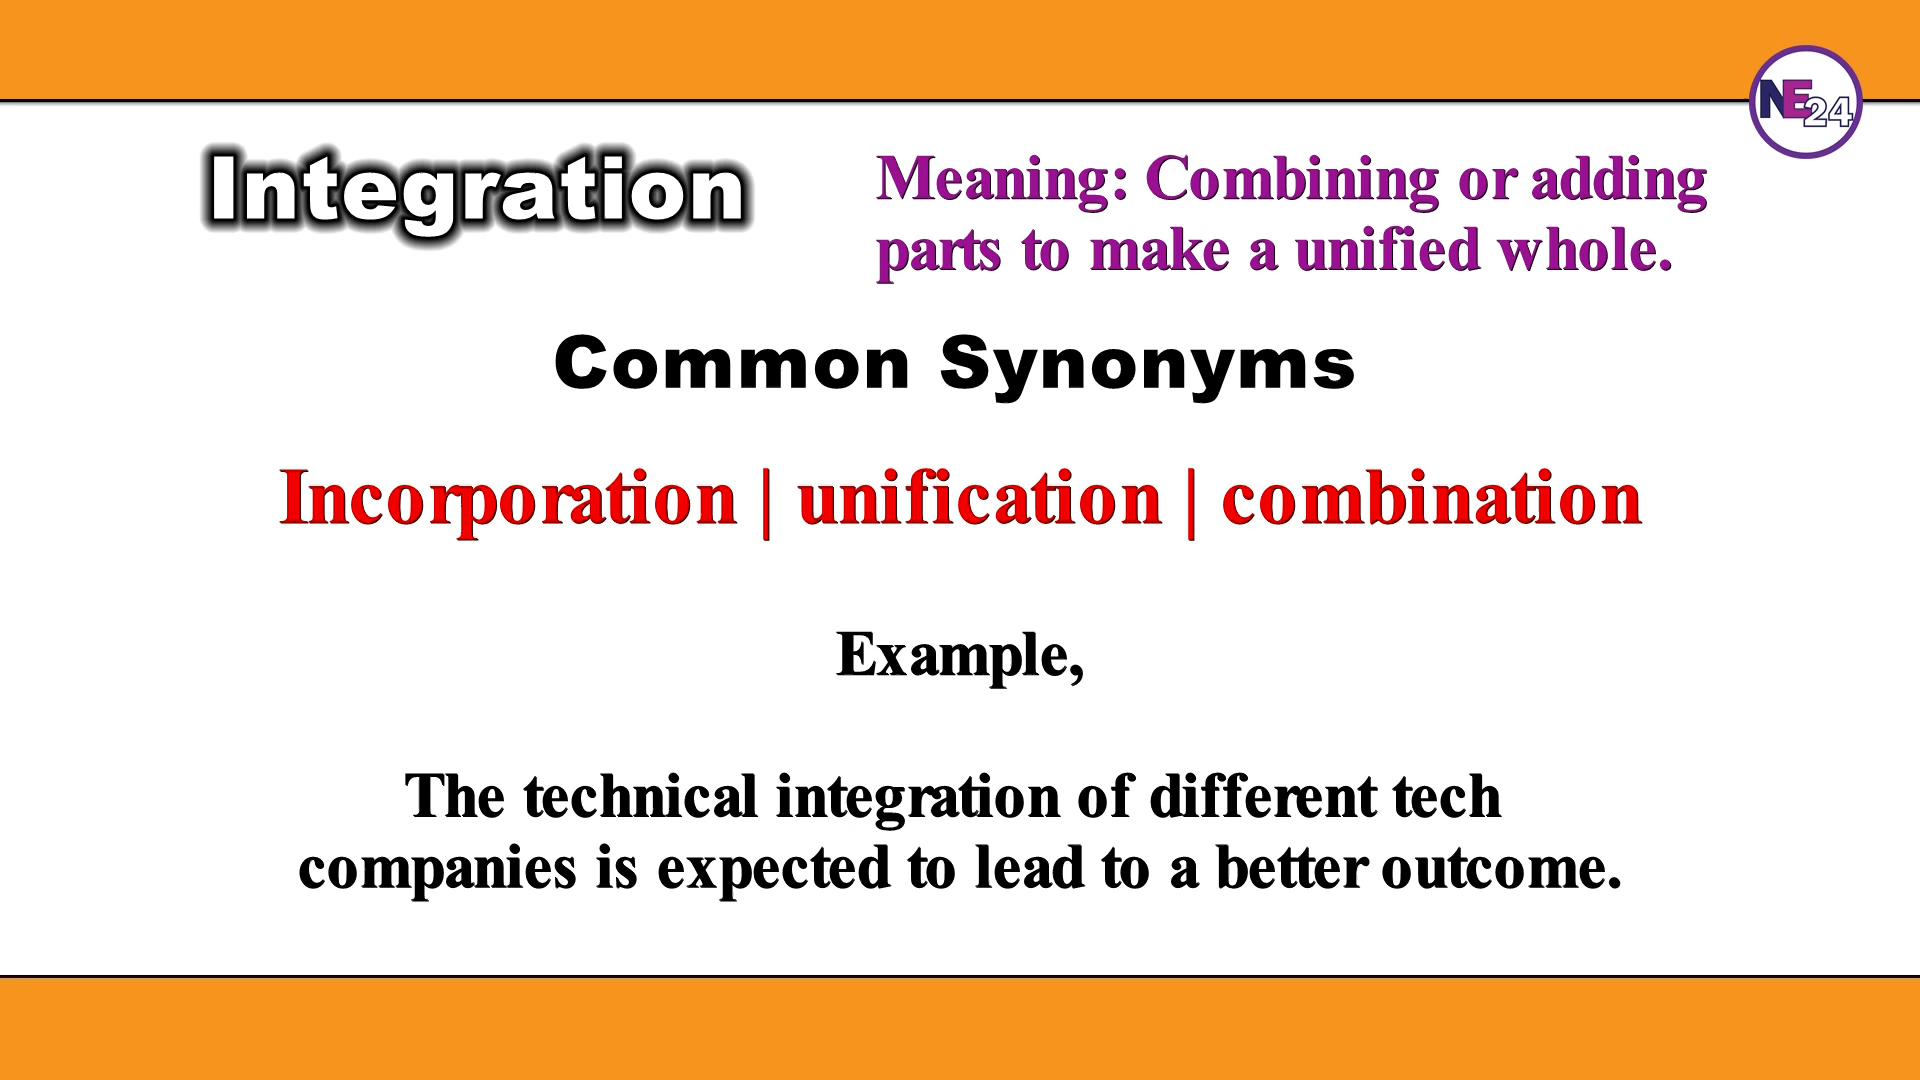 NE24
Integration
Meaning: Combining or adding
parts to make a unified whole.
Common Synonyms
Incorporation | unification | combination
Example,
The technical integration of different tech
companies is expected to lead to a better outcome.